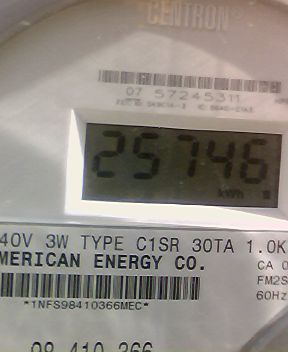 CENTRON®
07 57245311
25746
kWh
40V 3W TYPE C1SR 30TA 1.0K
MERICAN ENERGY CO.
CA 0
FM2S
60Hz
*1NFS98410366MEC*
98 410 366